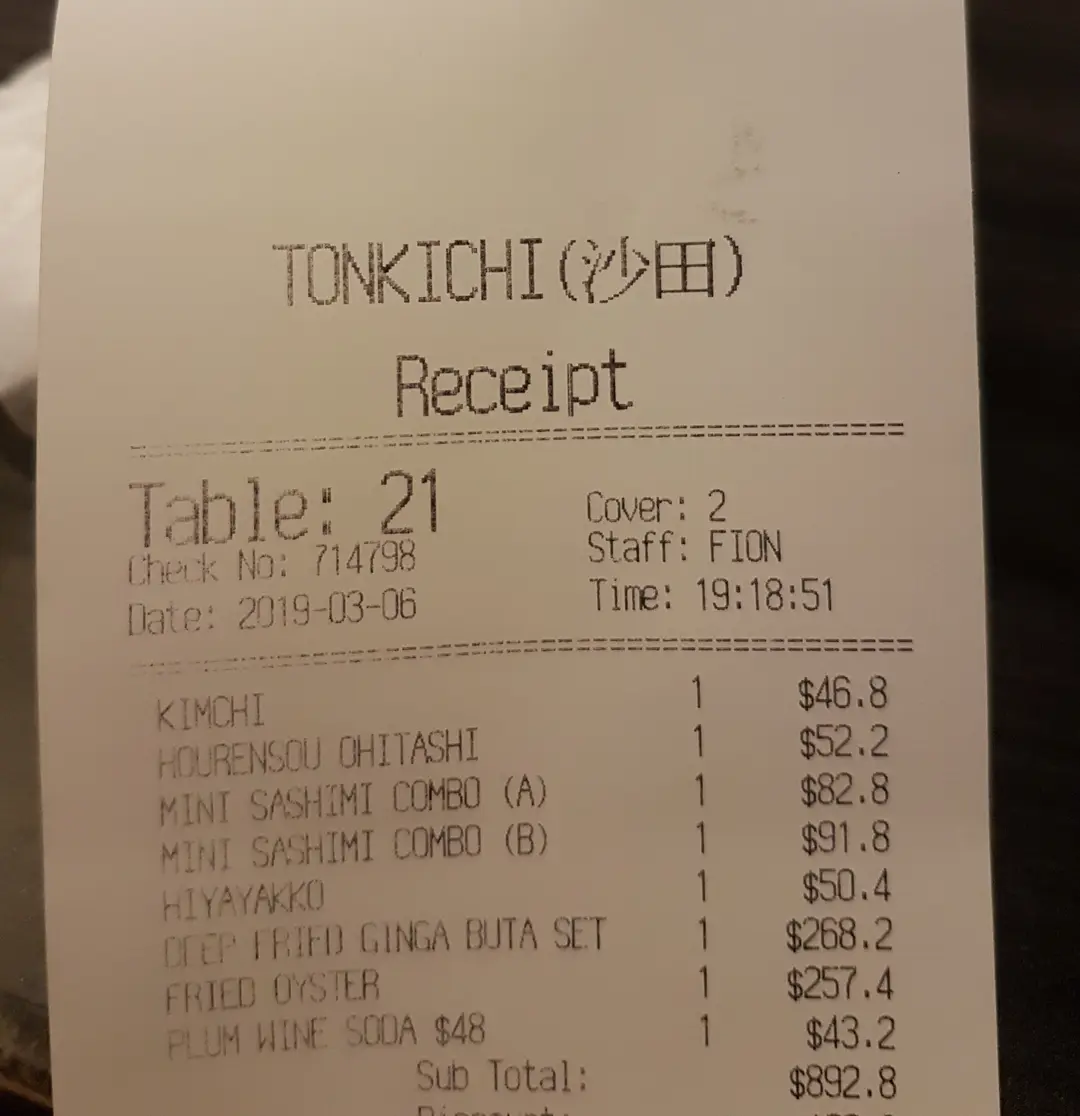 TONKICHI(沙田)
Receipt
Table: 21
Cover: 2
Check No: 714798
Staff: FION
Date: 2019-03-06
Time: 19:18:51
KIMCHI 1 $46.8
HOURENSOU OHITASHI 1 $52.2
MINI SASHIMI COMBO (A) 1 $82.8
MINI SASHIMI COMBO (B) 1 $91.8
HIYAYAKKO 1 $50.4
DEEP FRIED GINGA BUTA SET 1 $268.2
FRIED OYSTER 1 $257.4
PLUM WINE SODA $48 1 $43.2
Sub Total: $892.8